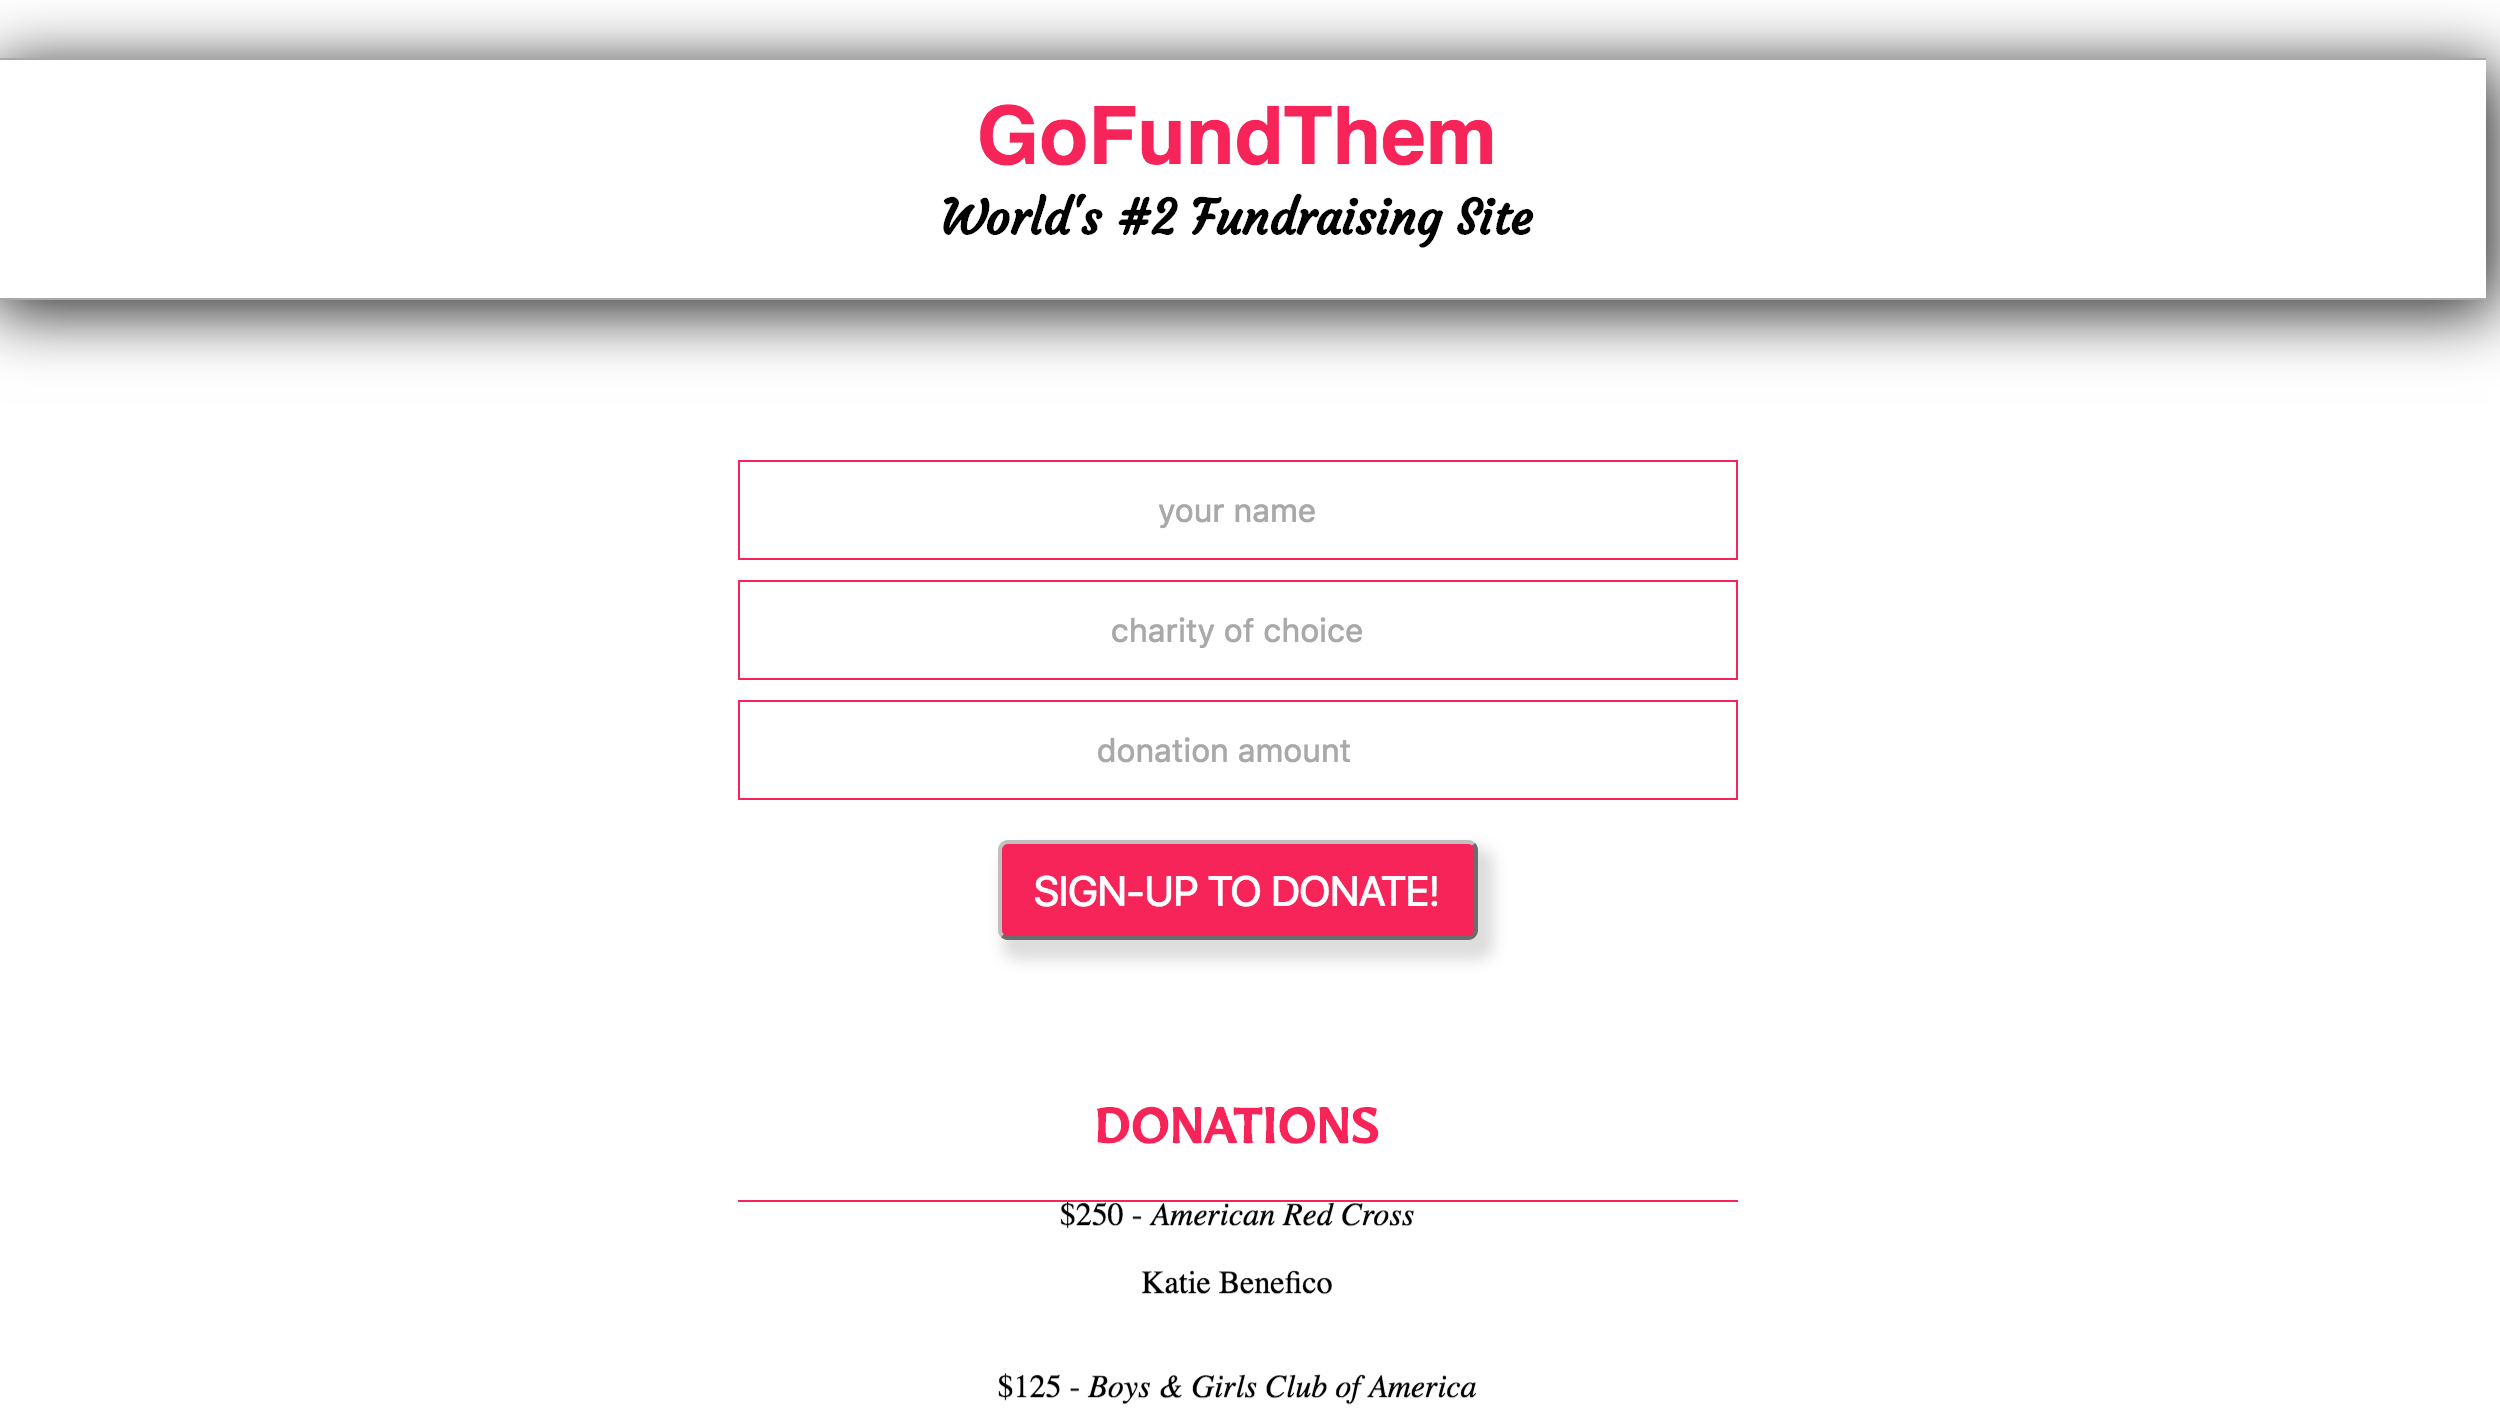 GoFundThem
World's #2 Fundraising Site
your name
charity of choice
donation amount
SIGN-UP TO DONATE!
DONATIONS
$250 - American Red Cross
Katie Benefico
$125 - Boys & Girls Club of America